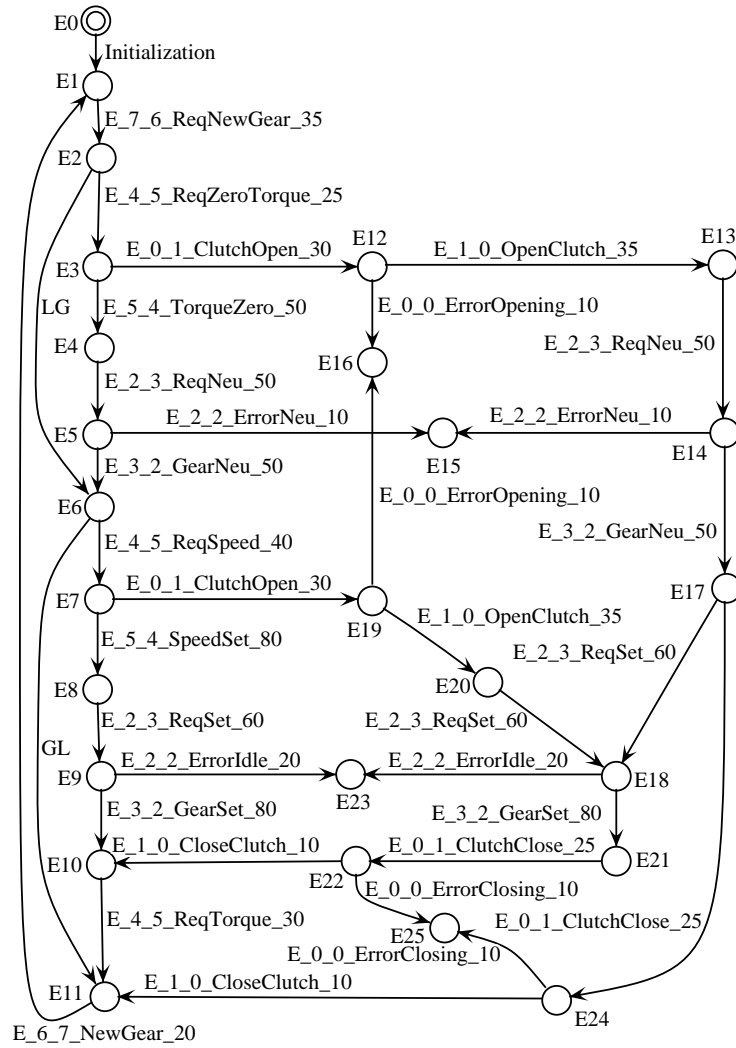 E0
Initialization
E1
E_7_6_ReqNewGear_35
E2
E_4_5_ReqZeroTorque_25
E12
E13
E3
E_0_1_ClutchOpen_30
E_1_0_OpenClutch_35
LG
E_5_4_TorqueZero_50
E_0_0_ErrorOpening_10
E4
E16
E_2_3_ReqNeu_50
E_2_3_ReqNeu_50
E5
E_2_2_ErrorNeu_10
E_2_2_ErrorNeu_10
E14
E15
E_3_2_GearNeu_50
E_0_0_ErrorOpening_10
E6
E_3_2_GearNeu_50
E_4_5_ReqSpeed_40
E7
E_0_1_ClutchOpen_30
E17
E19
E_1_0_OpenClutch_35
E_5_4_SpeedSet_80
E_2_3_ReqSet_60
E8
E20
E_2_3_ReqSet_60
E_2_3_ReqSet_60
GL
E9
E_2_2_ErrorIdle_20
E_2_2_ErrorIdle_20
E18
E23
E_3_2_GearSet_80
E_3_2_GearSet_80
E_1_0_CloseClutch_10
E_0_1_ClutchClose_25
E10
E22
E21
E_0_0_ErrorClosing_10
E_4_5_ReqTorque_30
E_0_1_ClutchClose_25
E25
E_0_0_ErrorClosing_10
E11
E_1_0_CloseClutch_10
E24
E_6_7_NewGear_20